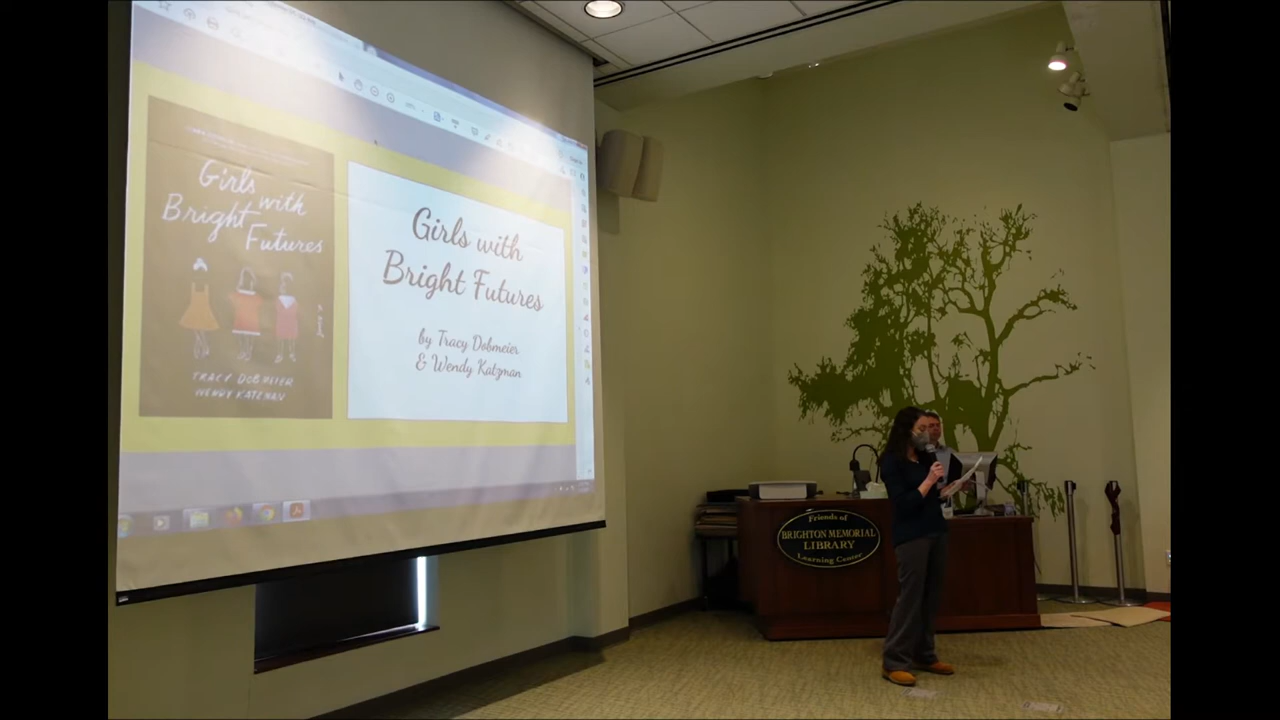 Girls
with
Bright
Futures
TRACY DOBMEIER
WENDY KATZMAN
Girls with
Bright Futures
by Tracy Dobmeier
& Wendy Katzman
Friends of
BRIGHTON MEMORIAL
LIBRARY
Learning Center